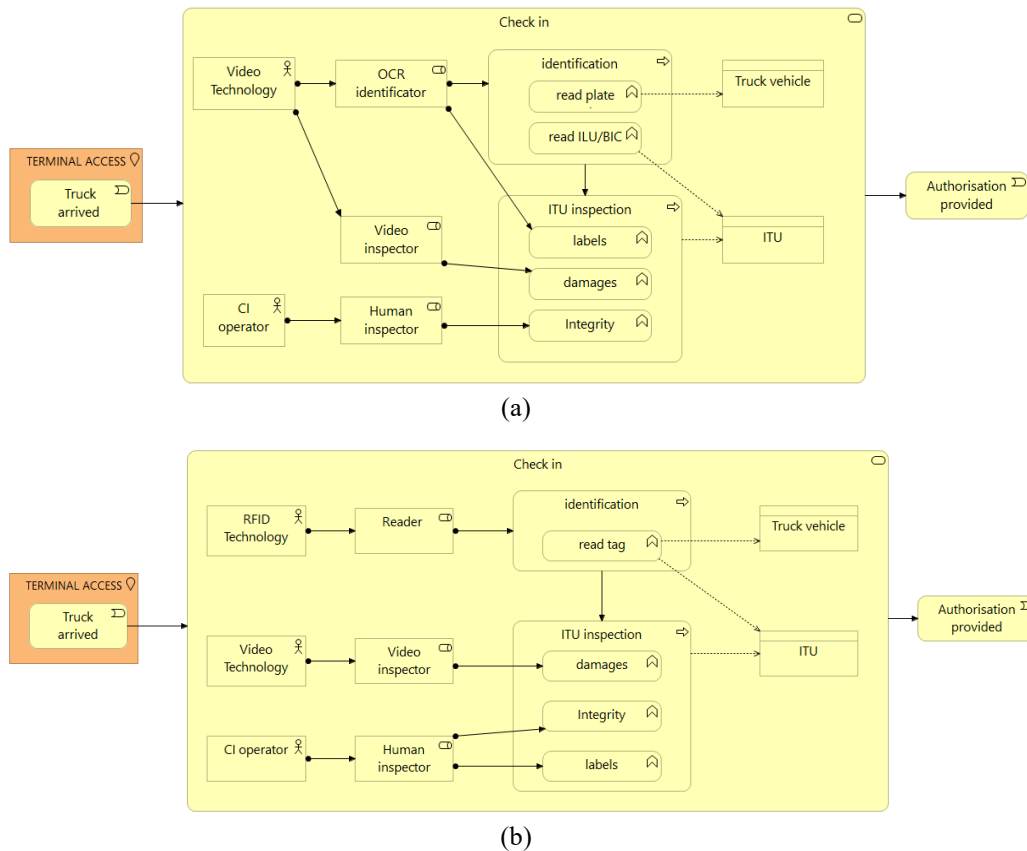 Check in
Video
Technology
OCR
identificator
identification
read plate
read ILU/BIC
Truck vehicle
TERMINAL ACCESS
Truck
arrived
Authorisation
provided
ITU inspection
labels
damages
Integrity
ITU
Video
inspector
CI
operator
Human
inspector
(a)
Check in
RFID
Technology
Reader
identification
read tag
Truck vehicle
TERMINAL ACCESS
Truck
arrived
Authorisation
provided
Video
Technology
Video
inspector
ITU inspection
damages
Integrity
labels
ITU
CI operator
Human
inspector
(b)